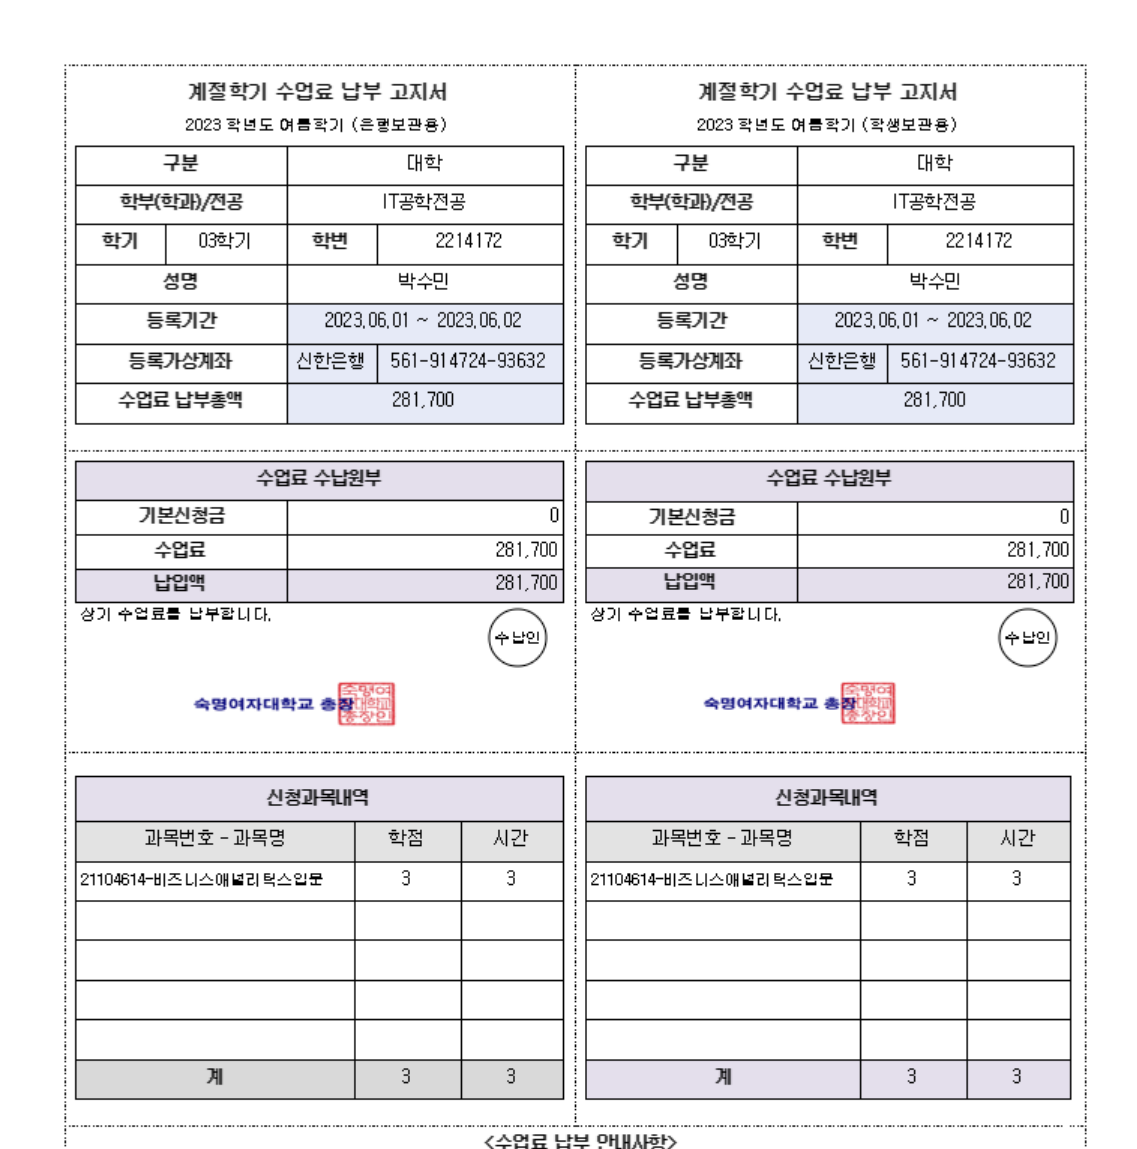 계절학기 수업료 납부 고지서
2023 학년도 여름학기 (은행보관용)
구분 대학
학부(학과)/전공 IT공학전공
학기 03학기 학번 2214172
성명 박수민
등록기간 2023.06.01 ~ 2023.06.02
등록가상계좌 신한은행 561-914724-93632
수업료 납부총액 281,700
수업료 수납원부
기본신청금 0
수업료 281,700
납입액 281,700
상기 수업료를 납부합니다.
수납인
숙명여자대학교 총장
숙명여
대학교
총장인
신청과목내역
과목번호 - 과목명 학점 시간
21104614-비즈니스애널리틱스입문 3 3
계 3 3
계절학기 수업료 납부 고지서
2023 학년도 여름학기 (학생보관용)
구분 대학
학부(학과)/전공 IT공학전공
학기 03학기 학번 2214172
성명 박수민
등록기간 2023.06.01 ~ 2023.06.02
등록가상계좌 신한은행 561-914724-93632
수업료 납부총액 281,700
수업료 수납원부
기본신청금 0
수업료 281,700
납입액 281,700
상기 수업료를 납부합니다.
수납인
숙명여자대학교 총장
숙명여
대학교
총장인
신청과목내역
과목번호 - 과목명 학점 시간
21104614-비즈니스애널리틱스입문 3 3
계 3 3
<수업료 납부 안내사항>